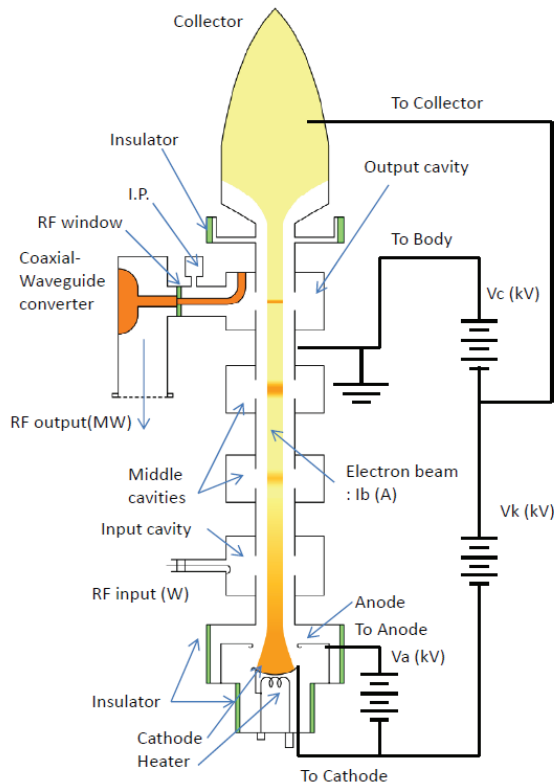 Collector
To Collector
Insulator
Output cavity
I.P.
RF window
To Body
Coaxial-
Waveguide
converter
Vc (kV)
RF output(MW)
Electron beam
: Ib (A)
Middle
cavities
Vk (kV)
Input cavity
RF input (W)
Anode
To Anode
Va (kV)
Insulator
Cathode
Heater
To Cathode